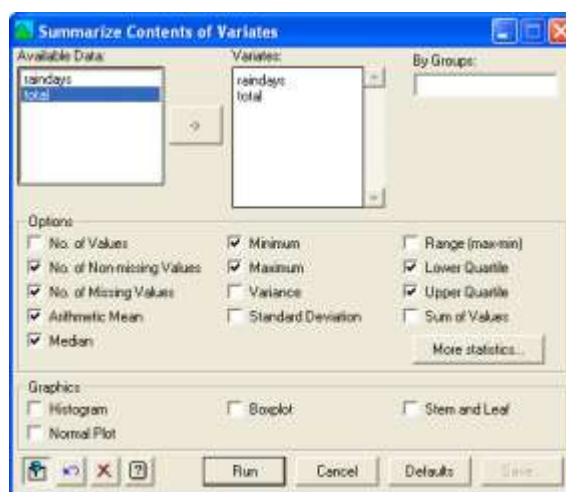 Summarize Contents of Variates
Available Data:
raindays
total
->
Variates:
raindays
total
By Groups:
Options
No. of Values
No. of Non-missing Values
No. of Missing Values
Arithmetic Mean
Median
Minimum
Maximum
Variance
Standard Deviation
Range (max-min)
Lower Quartile
Upper Quartile
Sum of Values
More statistics...
Graphics
Histogram
Boxplot
Stem and Leaf
Normal Plot
Run
Cancel
Defaults
Save...